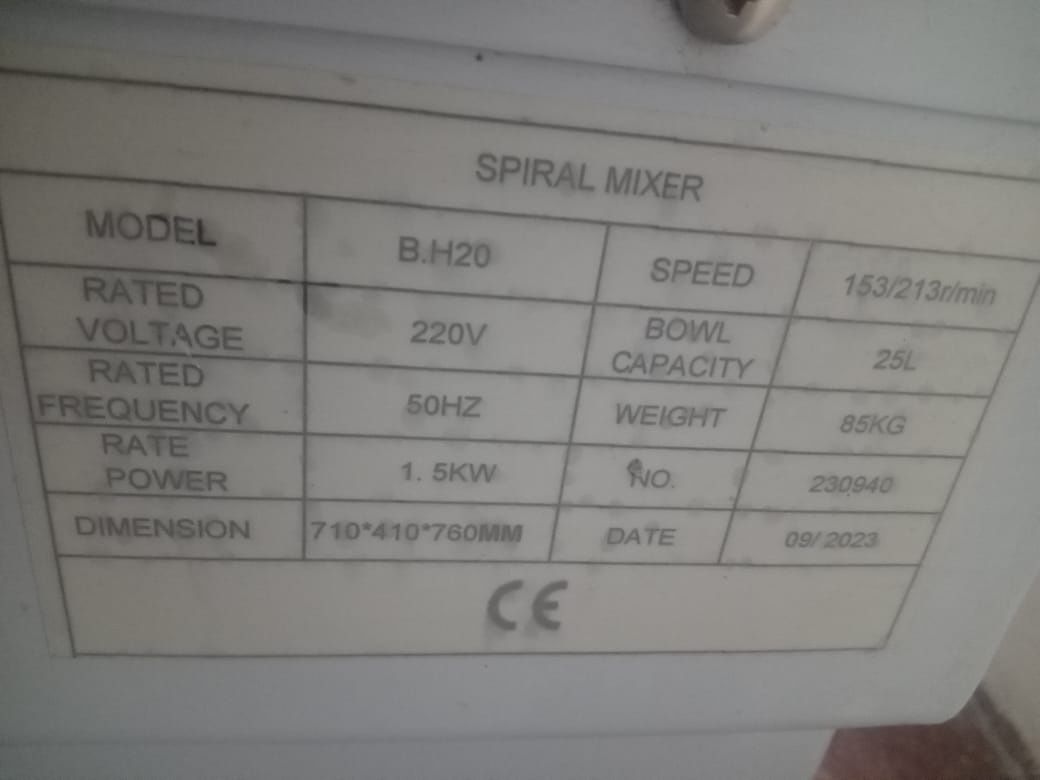 SPIRAL MIXER
MODEL B.H20 SPEED 153/213r/min
RATED VOLTAGE 220V BOWL CAPACITY 25L
RATED FREQUENCY 50HZ WEIGHT 85KG
RATE POWER 1. 5KW NO. 230940
DIMENSION 710*410*760MM DATE 09/ 2023
CE